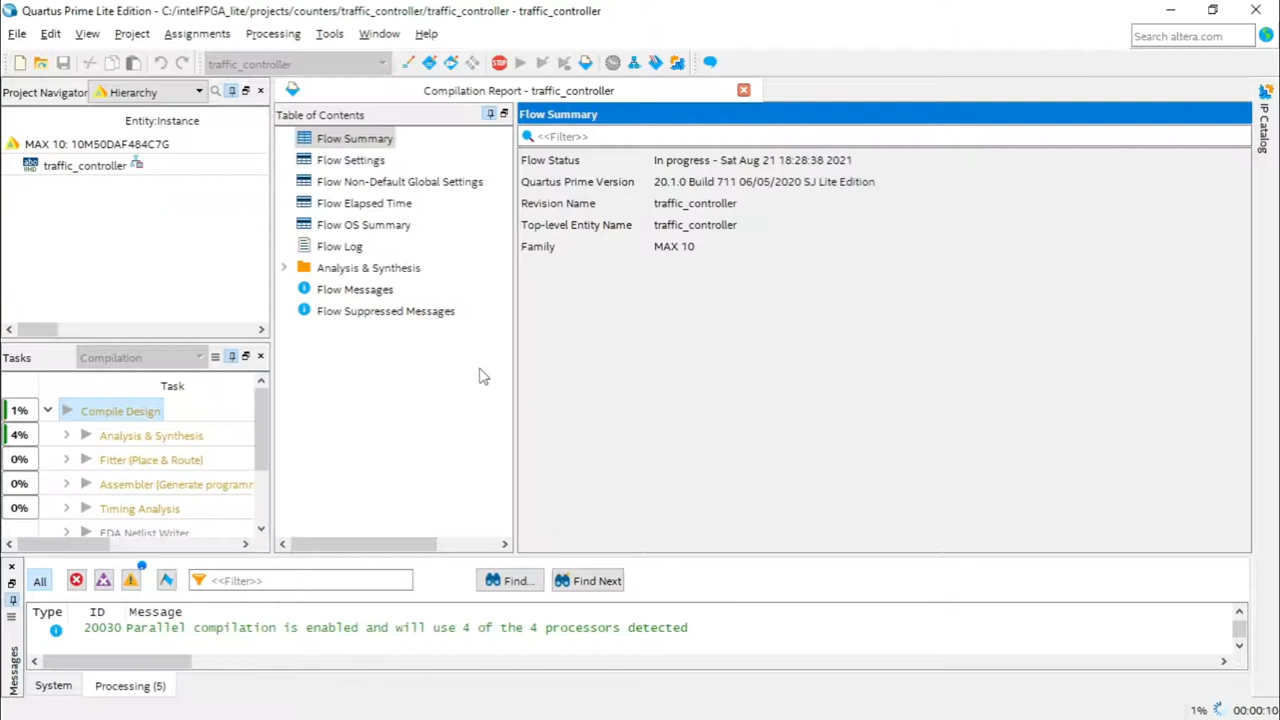 Quartus Prime Lite Edition - C:/intelFPGA_lite/projects/counters/traffic_controller/traffic_controller - traffic_controller
File Edit View Project Assignments Processing Tools Window Help
Search altera.com
traffic_controller
Project Navigator Hierarchy
Compilation Report - traffic_controller
Entity:Instance
MAX 10: 10M50DAF484C7G
traffic_controller
Table of Contents
Flow Summary
Flow Settings
Flow Non-Default Global Settings
Flow Elapsed Time
Flow OS Summary
Flow Log
Analysis & Synthesis
Flow Messages
Flow Suppressed Messages
Flow Summary
<<Filter>>
Flow Status In progress - Sat Aug 21 18:28:38 2021
Quartus Prime Version 20.1.0 Build 711 06/05/2020 SJ Lite Edition
Revision Name traffic_controller
Top-level Entity Name traffic_controller
Family MAX 10
IP Catalog
Tasks Compilation
Task
1% Compile Design
4% Analysis & Synthesis
0% Fitter (Place & Route)
0% Assembler (Generate programm
0% Timing Analysis
EDA Netlist Writer
All <<Filter>> Find... Find Next
Type ID Message
20030 Parallel compilation is enabled and will use 4 of the 4 processors detected
Messages
System Processing (5)
1% 00:00:10